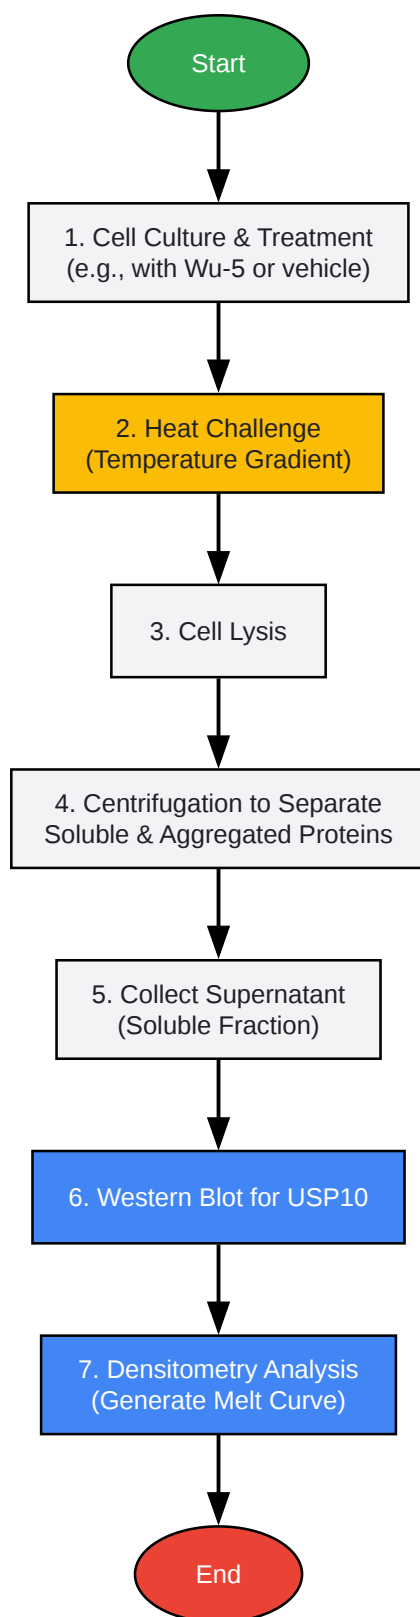 Start
1. Cell Culture & Treatment
(e.g., with Wu-5 or vehicle)
2. Heat Challenge
(Temperature Gradient)
3. Cell Lysis
4. Centrifugation to Separate
Soluble & Aggregated Proteins
5. Collect Supernatant
(Soluble Fraction)
6. Western Blot for USP10
7. Densitometry Analysis
(Generate Melt Curve)
End